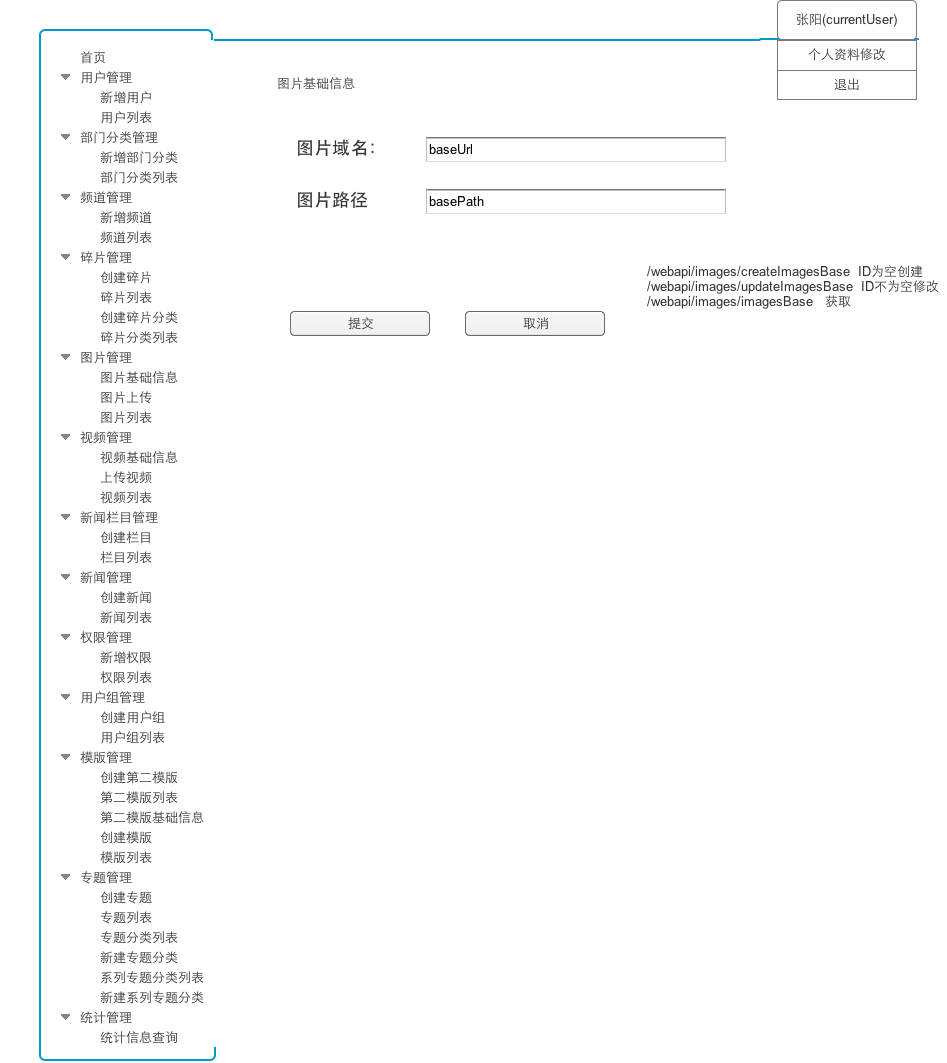 张阳(currentUser)
个人资料修改
退出
首页
用户管理
新增用户
用户列表
部门分类管理
新增部门分类
部门分类列表
频道管理
新增频道
频道列表
碎片管理
创建碎片
碎片列表
创建碎片分类
碎片分类列表
图片管理
图片基础信息
图片上传
图片列表
视频管理
视频基础信息
上传视频
视频列表
新闻栏目管理
创建栏目
栏目列表
新闻管理
创建新闻
新闻列表
权限管理
新增权限
权限列表
用户组管理
创建用户组
用户组列表
模版管理
创建第二模版
第二模版列表
第二模版基础信息
创建模版
模版列表
专题管理
创建专题
专题列表
专题分类列表
新建专题分类
系列专题分类列表
新建系列专题分类
统计管理
统计信息查询
图片基础信息
图片域名: baseUrl
图片路径 basePath
/webapi/images/createImagesBase ID为空创建
/webapi/images/updateImagesBase ID不为空修改
/webapi/images/imagesBase 获取
提交 取消